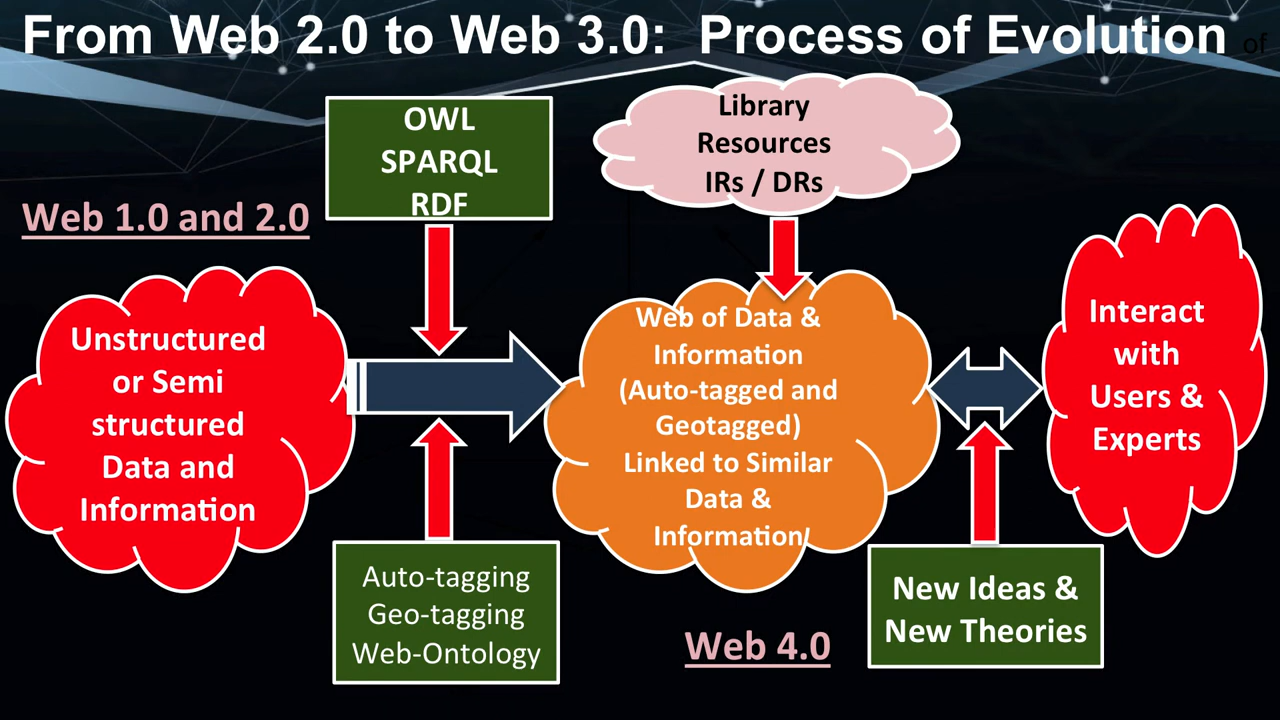 From Web 2.0 to Web 3.0: Process of Evolution of
OWL
SPARQL
RDF
Library
Resources
IRs / DRs
Web 1.0 and 2.0
Unstructured
or Semi
structured
Data and
Information
Web of Data &
Information
(Auto-tagged and
Geotagged)
Linked to Similar
Data &
Information
Interact
with
Users &
Experts
Auto-tagging
Geo-tagging
Web-Ontology
New Ideas &
New Theories
Web 4.0